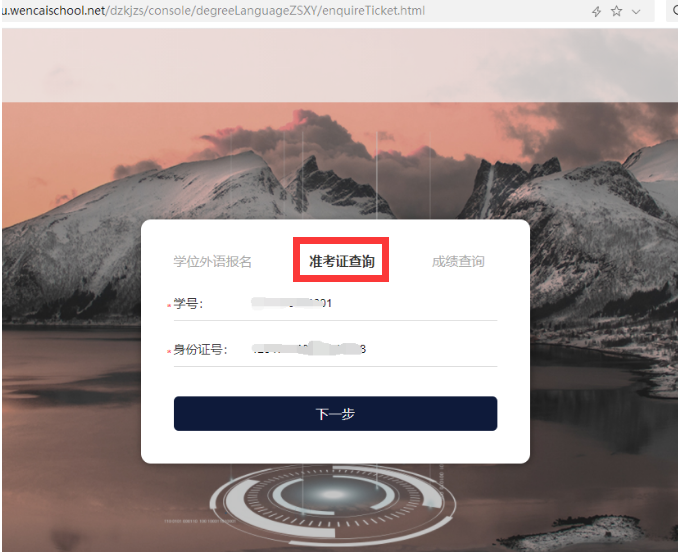 u.wencaischool.net/dzkjzs/console/degreeLanguageZSXY/enquireTicket.html
学位外语报名 准考证查询 成绩查询
* 学号:
* 身份证号:
下一步